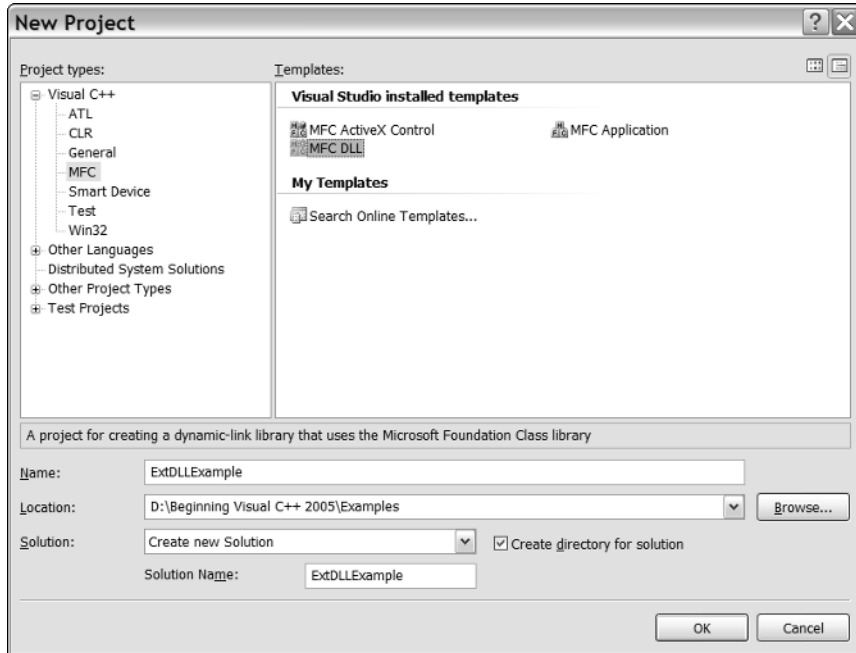 New Project
Project types:
Templates:
Visual C++
ATL
CLR
General
MFC
Smart Device
Test
Win32
Other Languages
Distributed System Solutions
Other Project Types
Test Projects
Visual Studio installed templates
MFC ActiveX Control
MFC Application
MFC DLL
My Templates
Search Online Templates...
A project for creating a dynamic-link library that uses the Microsoft Foundation Class library
Name:
ExtDLLExample
Location:
D:\Beginning Visual C++ 2005\Examples
Browse...
Solution:
Create new Solution
Create directory for solution
Solution Name:
ExtDLLExample
OK
Cancel